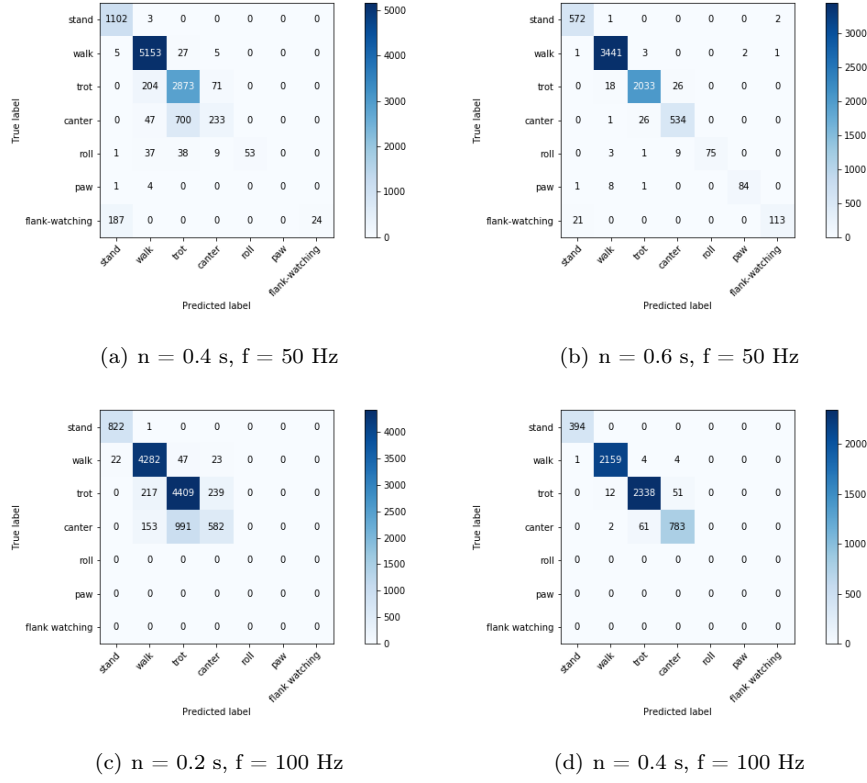 stand 1102 3 0 0 0 0 0
walk 5 5153 27 5 0 0 0
trot 0 204 2873 71 0 0 0
canter 0 47 700 233 0 0 0
roll 1 37 38 9 53 0 0
paw 1 4 0 0 0 0 0
flank-watching 187 0 0 0 0 0 24
True label
stand walk trot canter roll paw flank-watching
Predicted label
5000
4000
3000
2000
1000
0
(a) n = 0.4 s, f = 50 Hz
stand 572 1 0 0 0 0 2
walk 1 3441 3 0 0 2 1
trot 0 18 2033 26 0 0 0
canter 0 1 26 534 0 0 0
roll 0 3 1 9 75 0 0
paw 1 8 1 0 0 84 0
flank-watching 21 0 0 0 0 0 113
True label
stand walk trot canter roll paw flank-watching
Predicted label
3000
2500
2000
1500
1000
500
0
(b) n = 0.6 s, f = 50 Hz
stand 822 1 0 0 0 0 0
walk 22 4282 47 23 0 0 0
trot 0 217 4409 239 0 0 0
canter 0 153 991 582 0 0 0
roll 0 0 0 0 0 0 0
paw 0 0 0 0 0 0 0
flank watching 0 0 0 0 0 0 0
True label
stand walk trot canter roll paw flank watching
Predicted label
4000
3500
3000
2500
2000
1500
1000
500
0
(c) n = 0.2 s, f = 100 Hz
stand 394 0 0 0 0 0 0
walk 1 2159 4 4 0 0 0
trot 0 12 2338 51 0 0 0
canter 0 2 61 783 0 0 0
roll 0 0 0 0 0 0 0
paw 0 0 0 0 0 0 0
flank watching 0 0 0 0 0 0 0
True label
stand walk trot canter roll paw flank watching
Predicted label
2000
1500
1000
500
0
(d) n = 0.4 s, f = 100 Hz